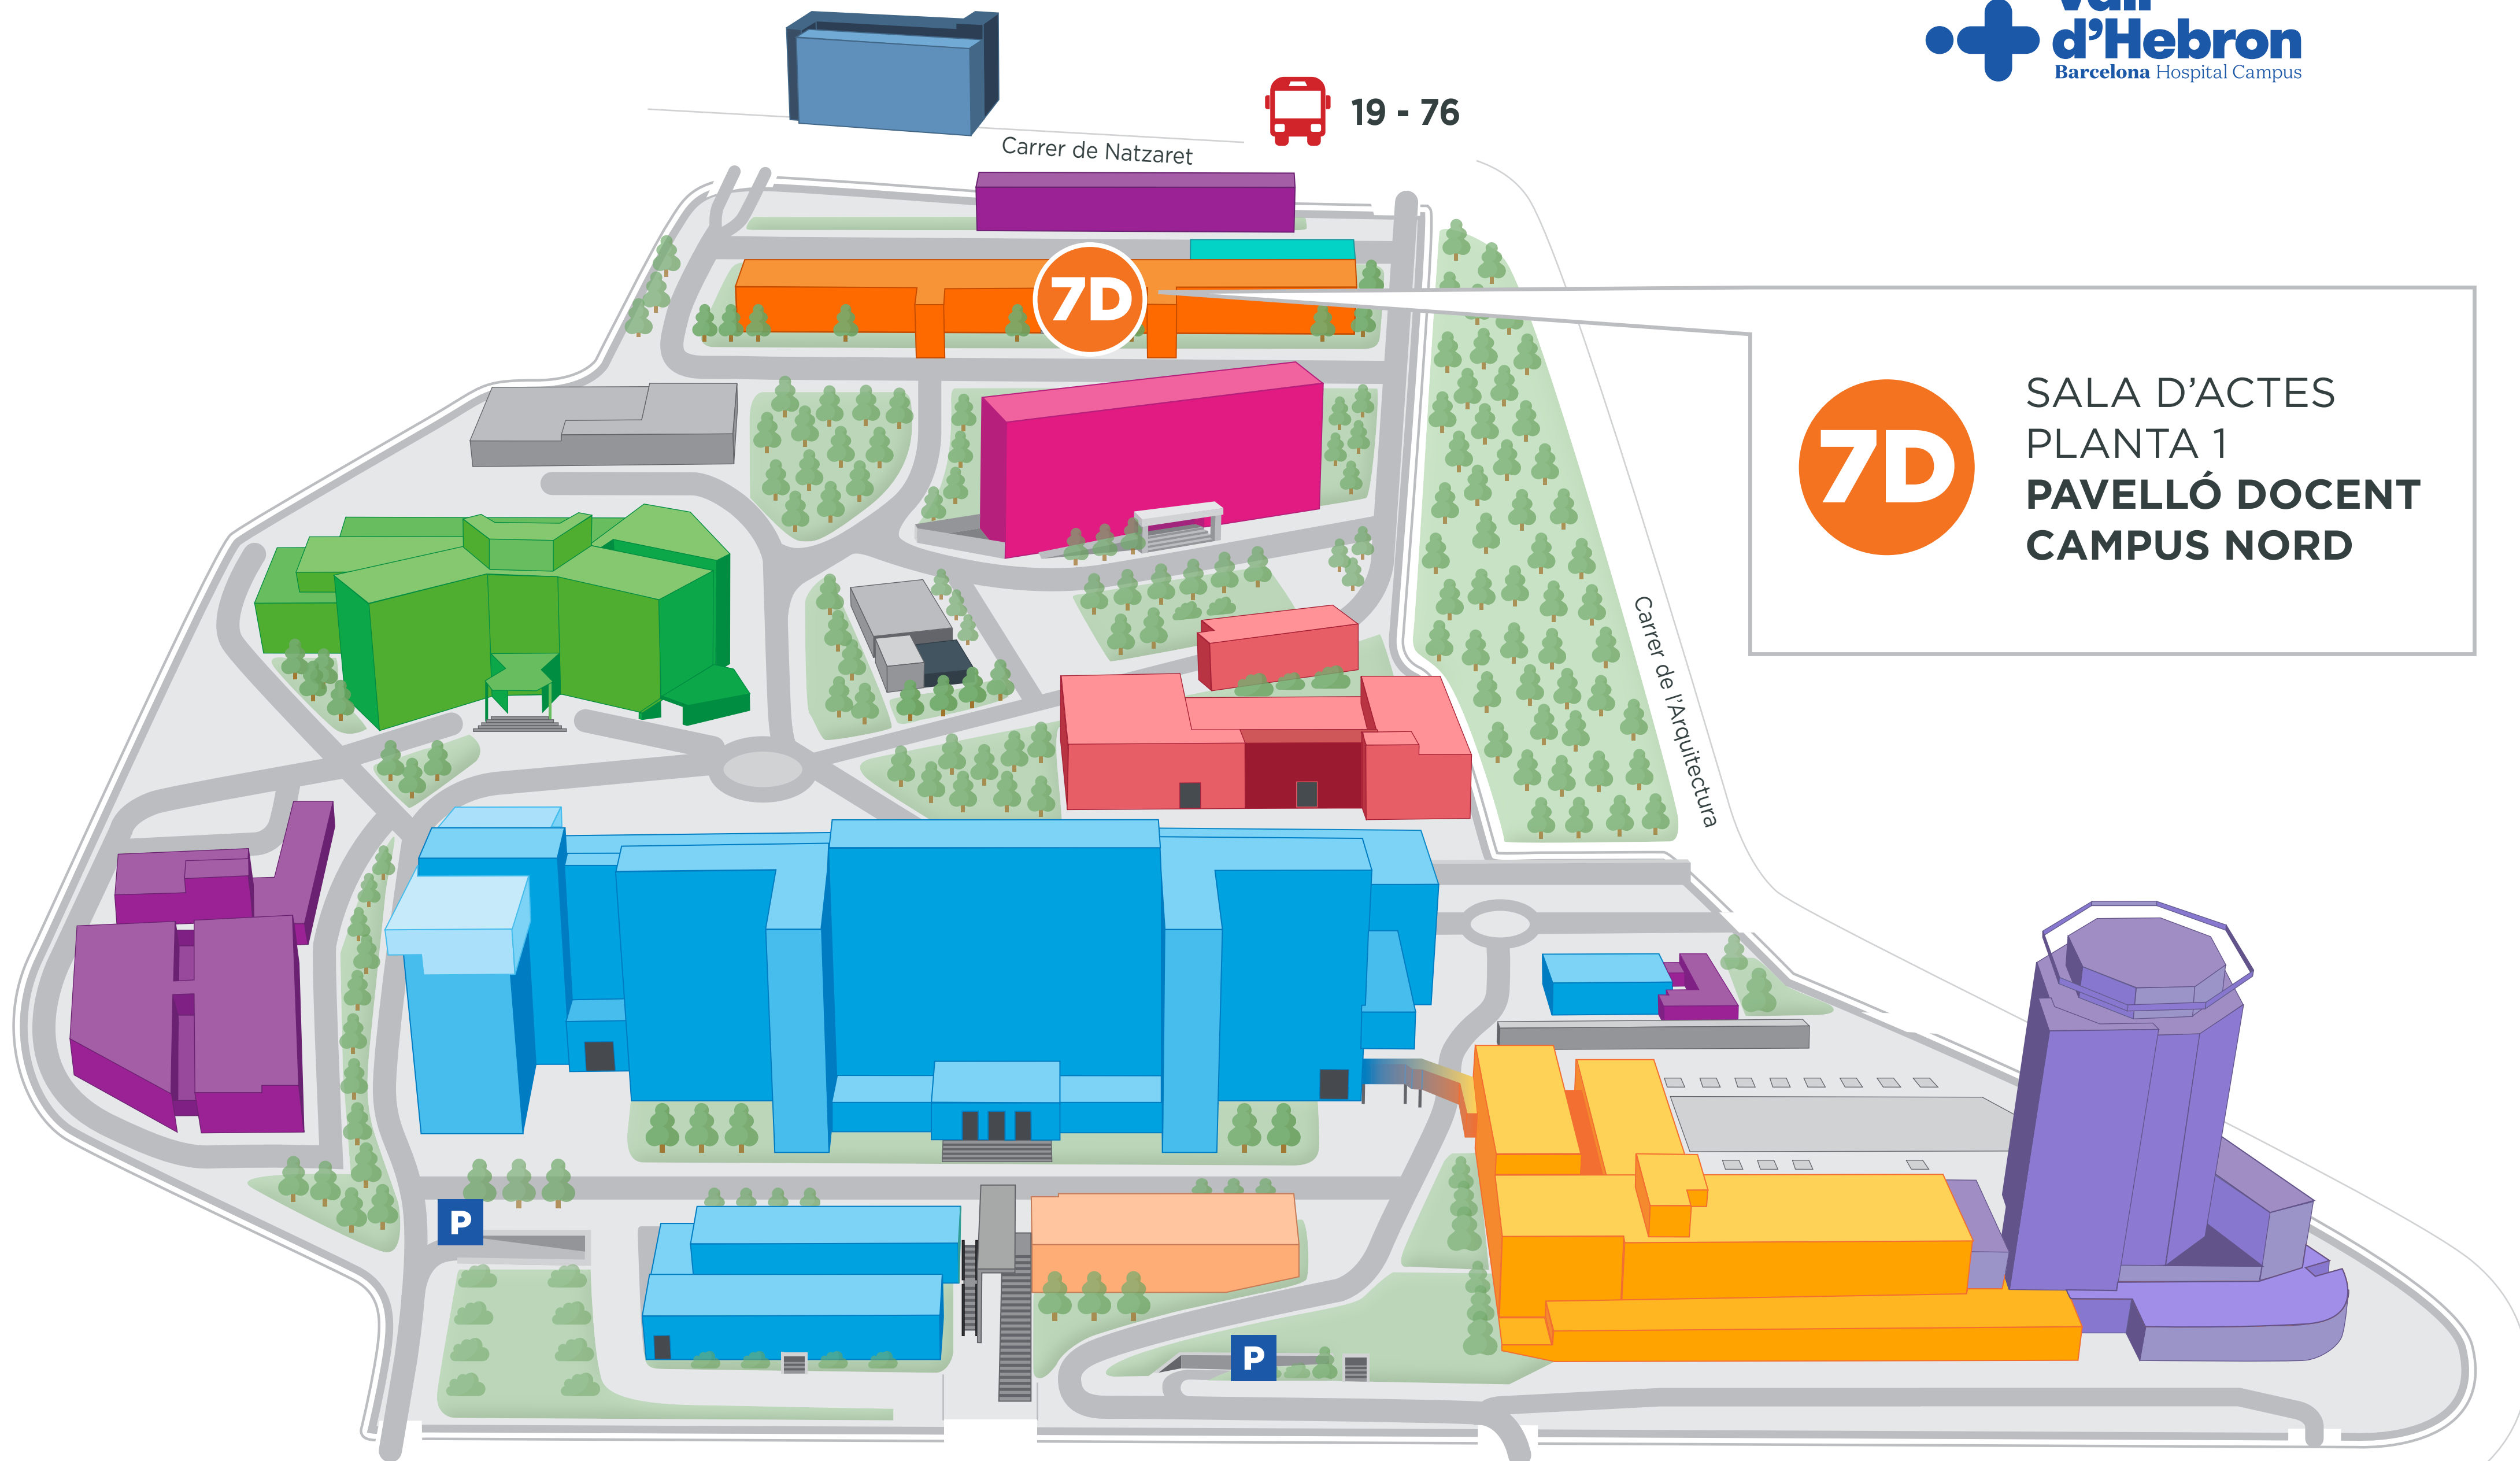 Vall
d'Hebron
Barcelona Hospital Campus
19 - 76
Carrer de Natzaret
7D
7D
SALA D'ACTES
PLANTA 1
PAVELLÓ DOCENT
CAMPUS NORD
Carrer de l'Arquitectura
P
P